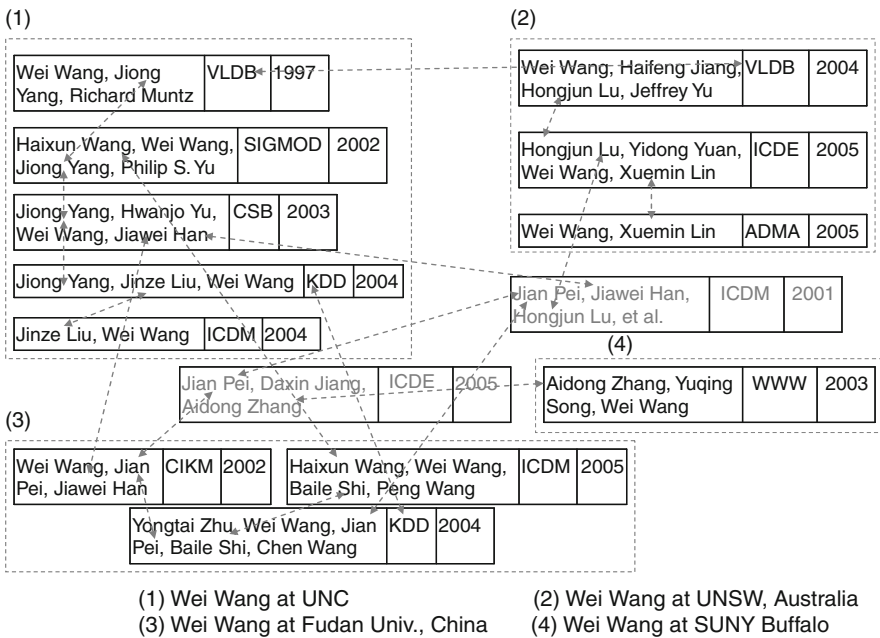 (1)
Wei Wang, Jiong
Yang, Richard Muntz
VLDB
1997
Haixun Wang, Wei Wang,
Jiong Yang, Philip S. Yu
SIGMOD
2002
Jiong Yang, Hwanjo Yu,
Wei Wang, Jiawei Han
CSB
2003
Jiong Yang, Jinze Liu, Wei Wang
KDD
2004
Jinze Liu, Wei Wang
ICDM
2004
(2)
Wei Wang, Haifeng Jiang,
Hongjun Lu, Jeffrey Yu
VLDB
2004
Hongjun Lu, Yidong Yuan,
Wei Wang, Xuemin Lin
ICDE
2005
Wei Wang, Xuemin Lin
ADMA
2005
Jian Pei, Jiawei Han,
Hongjun Lu, et al.
ICDM
2001
(4)
Jian Pei, Daxin Jiang,
Aidong Zhang
ICDE
2005
Aidong Zhang, Yuqing
Song, Wei Wang
WWW
2003
(3)
Wei Wang, Jian
Pei, Jiawei Han
CIKM
2002
Haixun Wang, Wei Wang,
Baile Shi, Peng Wang
ICDM
2005
Yongtai Zhu, Wei Wang, Jian
Pei, Baile Shi, Chen Wang
KDD
2004
(1) Wei Wang at UNC
(2) Wei Wang at UNSW, Australia
(3) Wei Wang at Fudan Univ., China
(4) Wei Wang at SUNY Buffalo